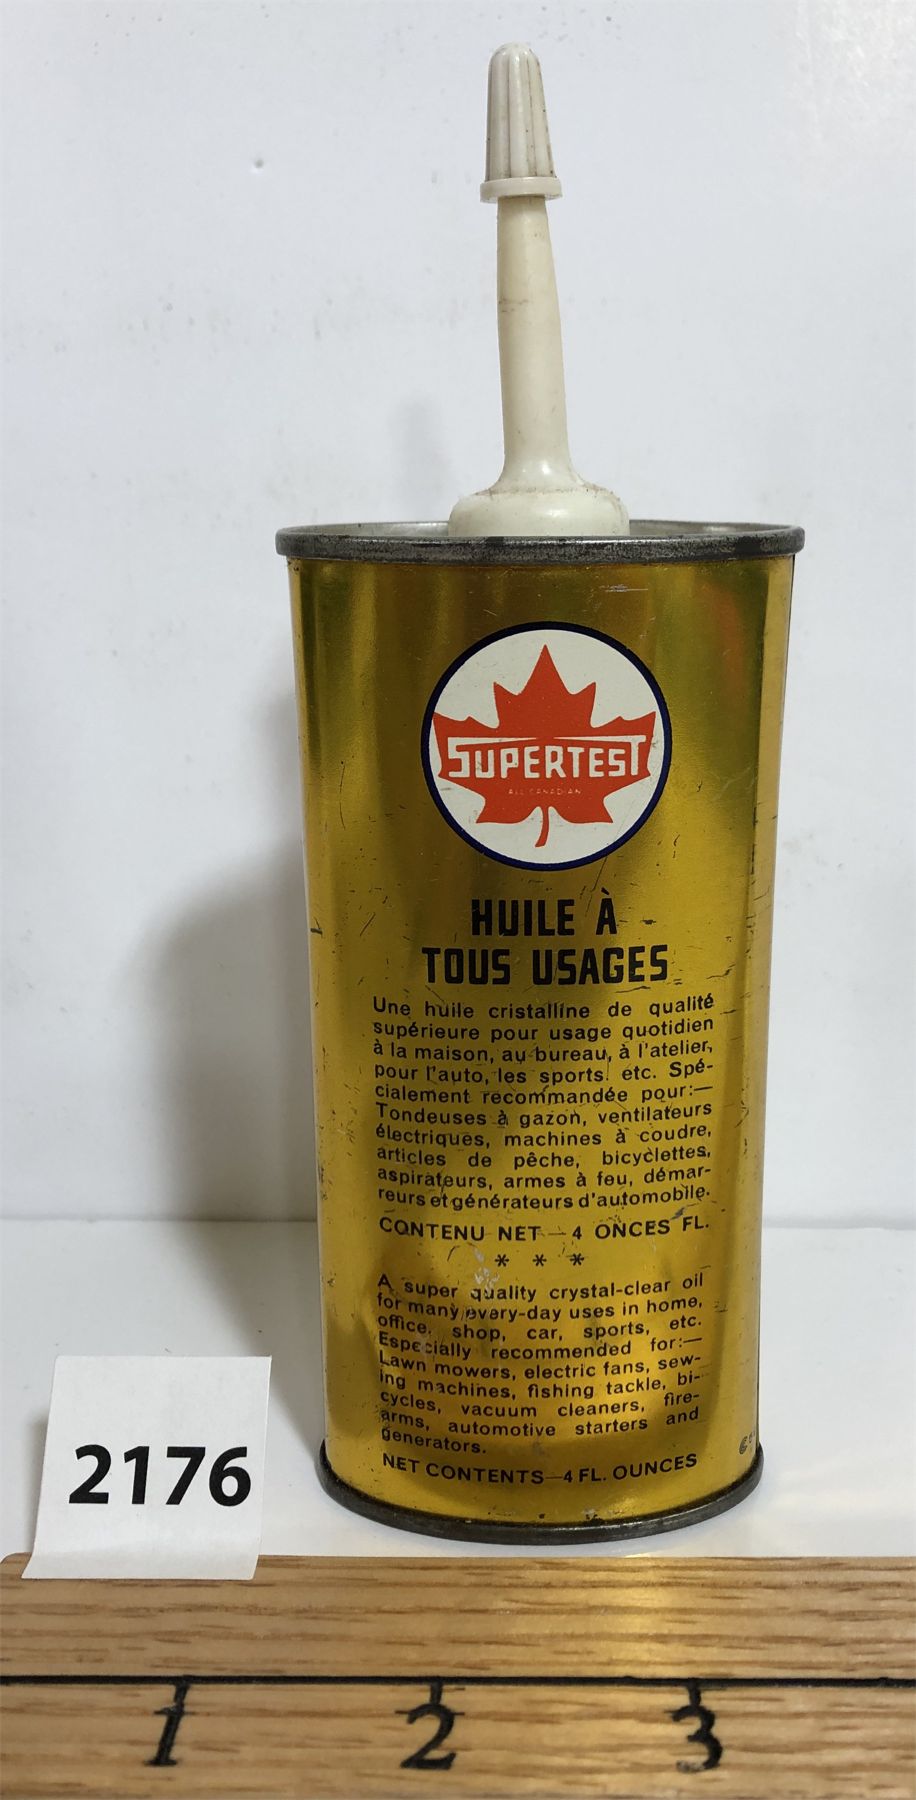 SUPERTEST
ALL CANADIAN
HUILE À
TOUS USAGES
Une huile cristalline de qualité
supérieure pour usage quotidien
à la maison, au bureau, à l'atelier,
pour l'auto, les sports. etc. Spé-
cialement recommandée pour:—
Tondeuses à gazon, ventilateurs
électriques, machines à coudre,
articles de pêche, bicyclettes,
aspirateurs, armes à feu, démar-
reurs et générateurs d'automobile.
CONTENU NET — 4 ONCES FL.
* * *
A super quality crystal-clear oil
for many every-day uses in home,
office, shop, car, sports, etc.
Especially recommended for:—
Lawn mowers, electric fans, sew-
ing machines, fishing tackle, bi-
cycles, vacuum cleaners, fire-
arms, automotive starters and
generators.
NET CONTENTS—4 FL. OUNCES
2176
1 2 3